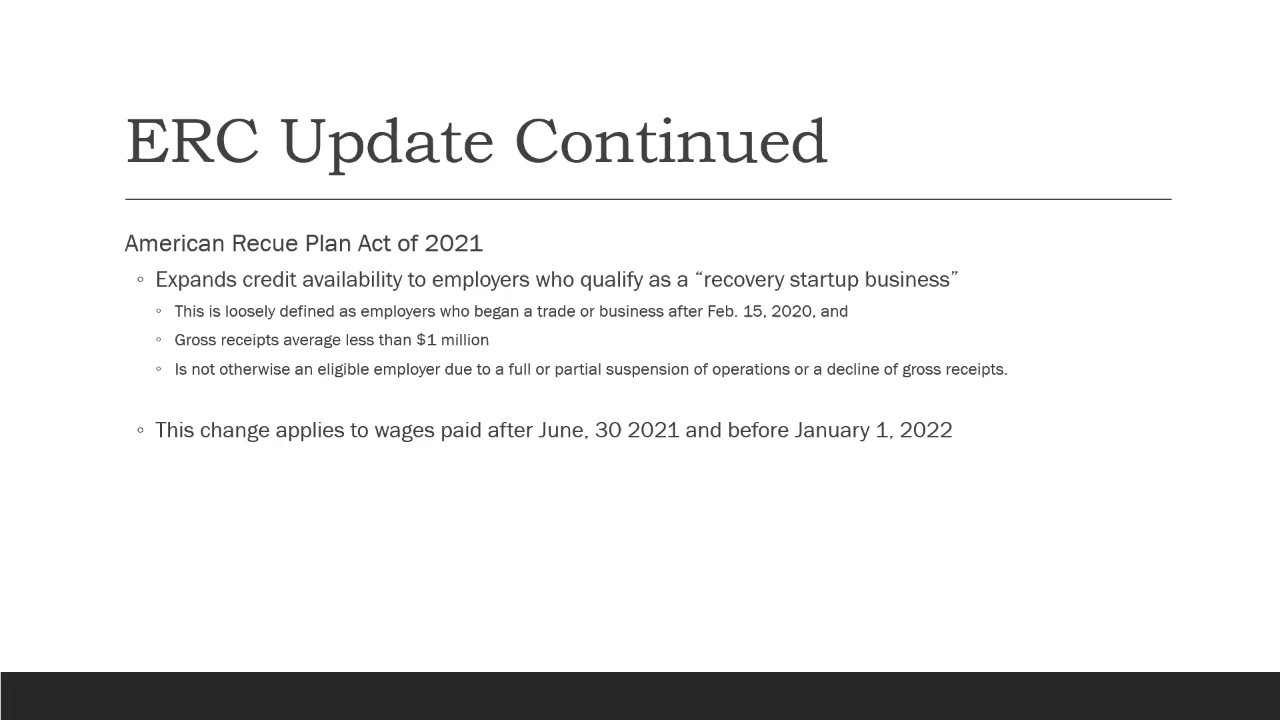 ERC Update Continued
American Recue Plan Act of 2021
◦ Expands credit availability to employers who qualify as a “recovery startup business”
◦ This is loosely defined as employers who began a trade or business after Feb. 15, 2020, and
◦ Gross receipts average less than $1 million
◦ Is not otherwise an eligible employer due to a full or partial suspension of operations or a decline of gross receipts.
◦ This change applies to wages paid after June, 30 2021 and before January 1, 2022